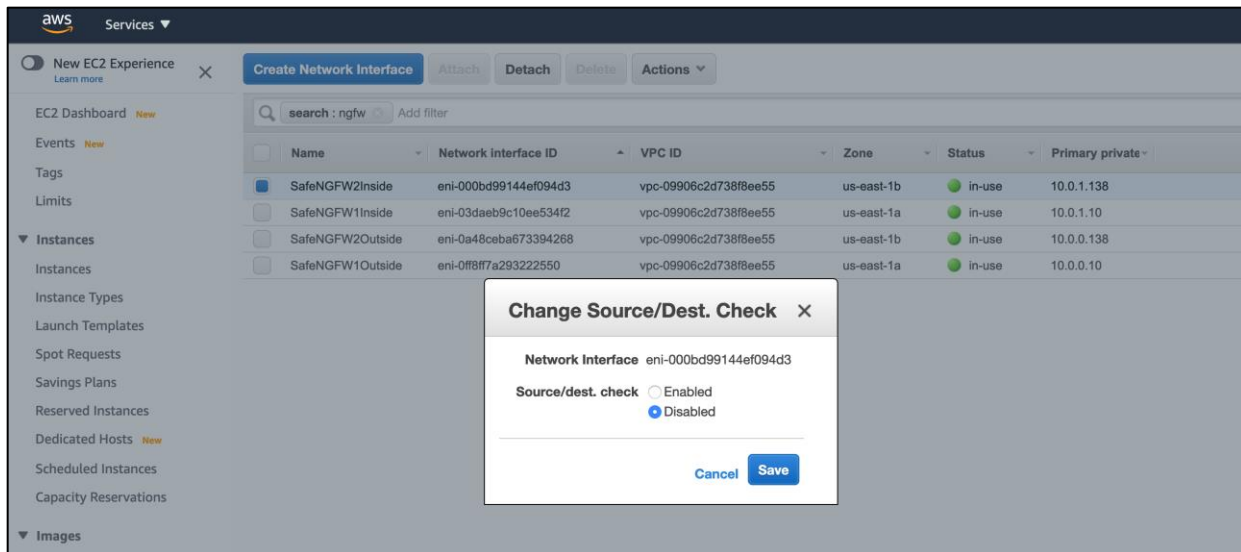 aws Services ▼
New EC2 Experience
Learn more
EC2 Dashboard New
Events New
Tags
Limits
▼ Instances
Instances
Instance Types
Launch Templates
Spot Requests
Savings Plans
Reserved Instances
Dedicated Hosts New
Scheduled Instances
Capacity Reservations
▼ Images
Create Network Interface Attach Detach Delete Actions
search : ngfw Add filter
Name Network interface ID VPC ID Zone Status Primary private
SafeNGFW2Inside eni-000bd99144ef094d3 vpc-09906c2d738f8ee55 us-east-1b in-use 10.0.1.138
SafeNGFW1Inside eni-03daeb9c10ee534f2 vpc-09906c2d738f8ee55 us-east-1a in-use 10.0.1.10
SafeNGFW2Outside eni-0a48ceba673394268 vpc-09906c2d738f8ee55 us-east-1b in-use 10.0.0.138
SafeNGFW1Outside eni-0ff8ff7a293222550 vpc-09906c2d738f8ee55 us-east-1a in-use 10.0.0.10
Change Source/Dest. Check
Network Interface eni-000bd99144ef094d3
Source/dest. check Enabled
Disabled
Cancel Save